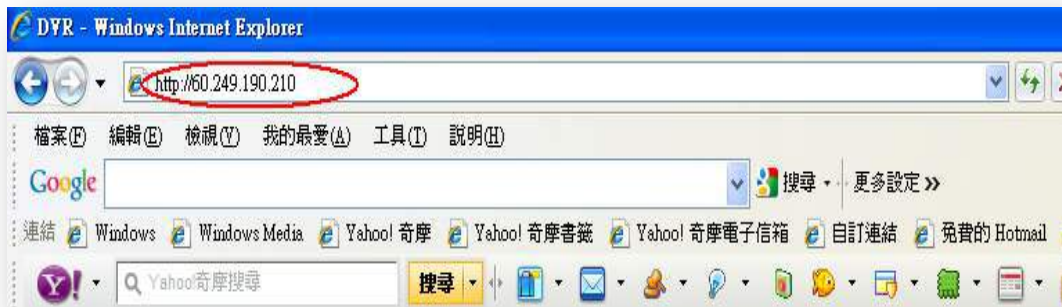 DVR - Windows Internet Explorer
http://60.249.190.210
檔案(F) 編輯(E) 檢視(V) 我的最愛(A) 工具(T) 說明(H)
Google 搜尋 更多設定 »
連結 Windows Windows Media Yahoo! 奇摩 Yahoo! 奇摩書籤 Yahoo! 奇摩電子信箱 自訂連結 免費的 Hotmail
Y! Yahoo!奇摩搜尋 搜尋